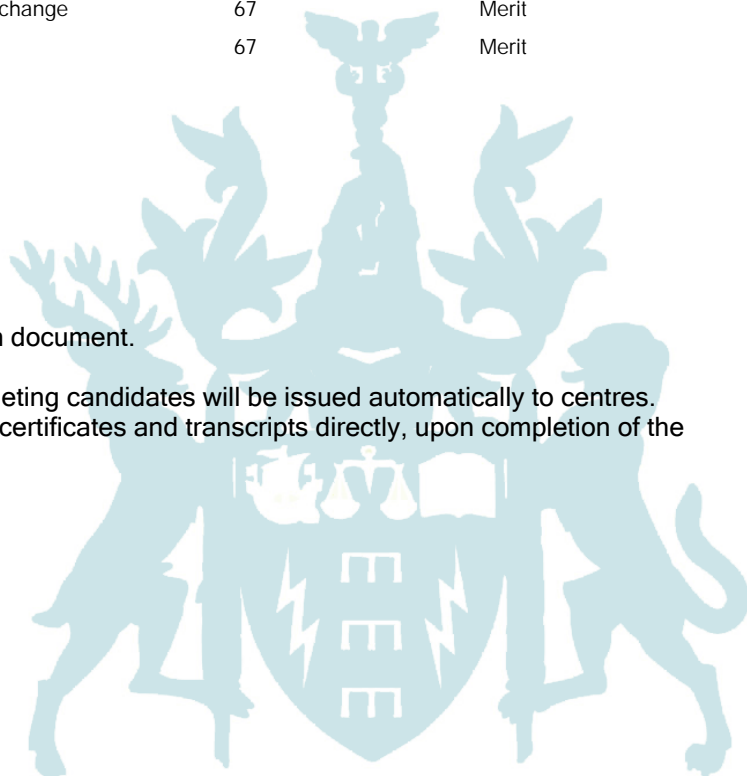 change 67 Merit
67 Merit
document.
eting candidates will be issued automatically to centres.
certificates and transcripts directly, upon completion of the